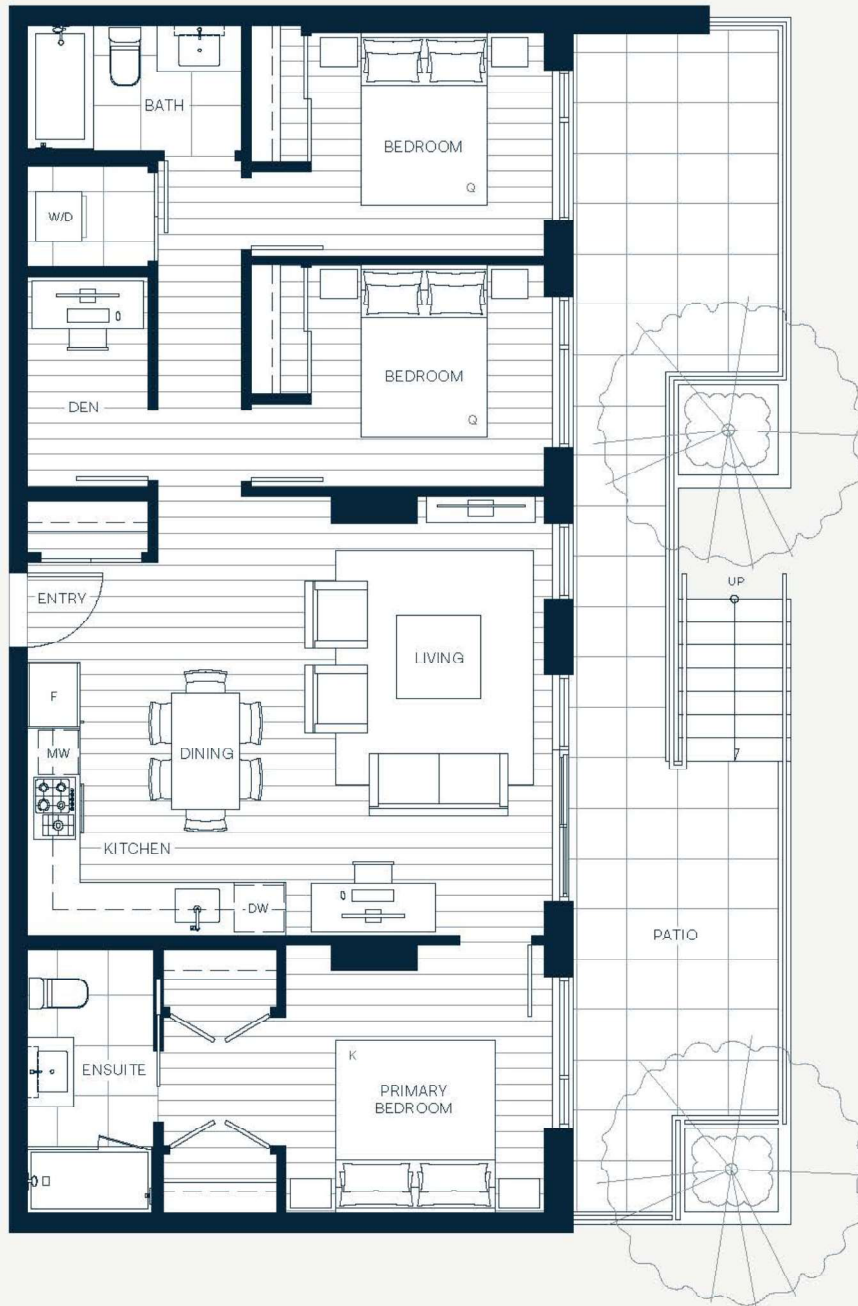 BATH
BEDROOM
Q
W/D
BEDROOM
Q
DEN
ENTRY
UP
LIVING
F
MW
DINING
KITCHEN
DW
PATIO
ENSUITE
K
PRIMARY
BEDROOM